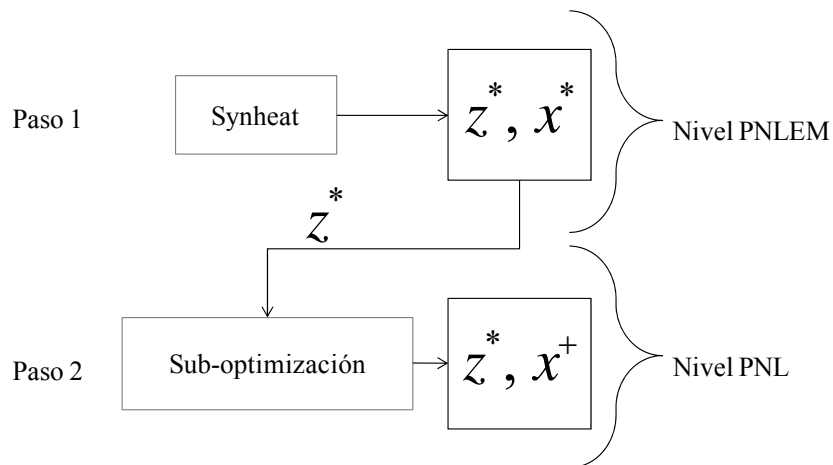 Paso 1
Synheat
z*, x*
Nivel PNLEM
z*
Paso 2
Sub-optimización
z*, x+
Nivel PNL